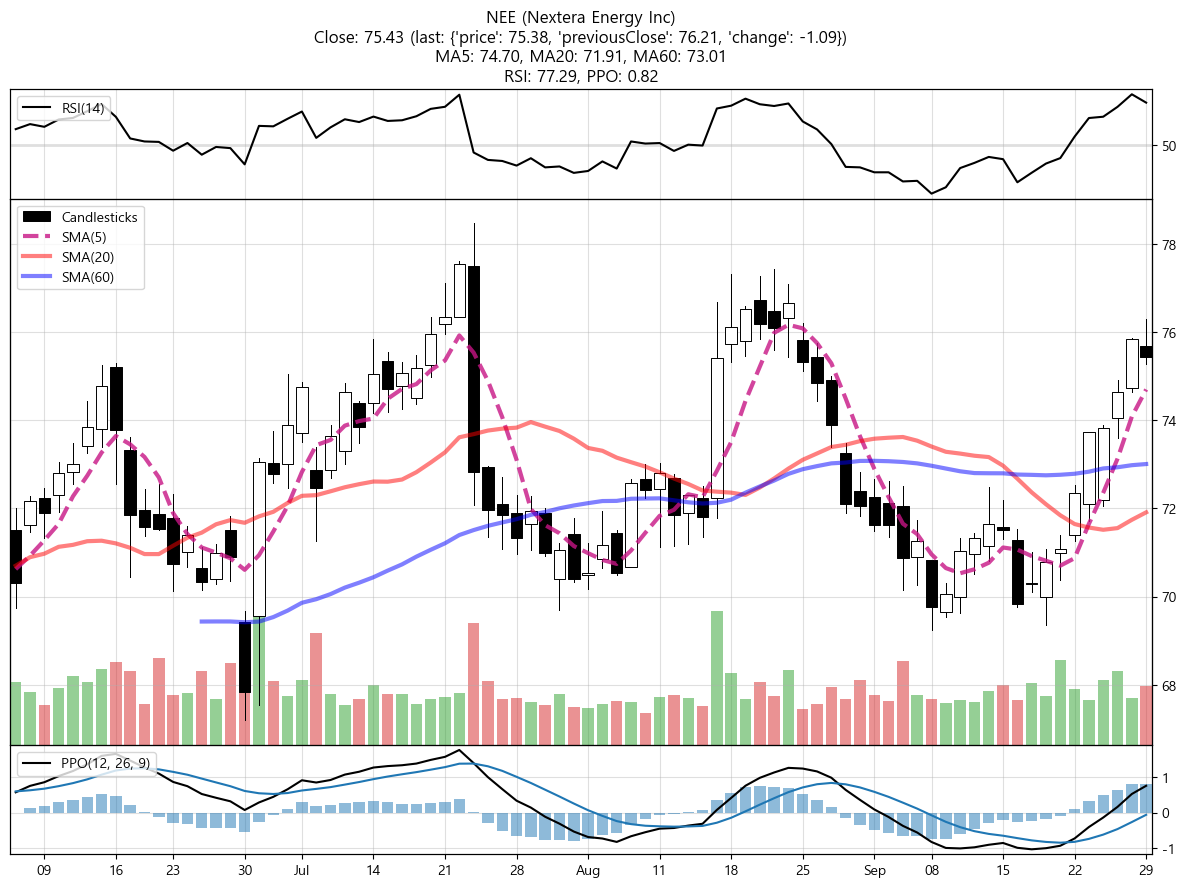 NEE (Nextera Energy Inc)
Close: 75.43 (last: {'price': 75.38, 'previousClose': 76.21, 'change': -1.09})
MA5: 74.70, MA20: 71.91, MA60: 73.01
RSI: 77.29, PPO: 0.82
RSI(14)
50
Candlesticks
SMA(5)
SMA(20)
SMA(60)
78
76
74
72
70
68
PPO(12, 26, 9)
1
0
-1
09 16 23 30 Jul 14 21 28 Aug 11 18 25 Sep 08 15 22 29